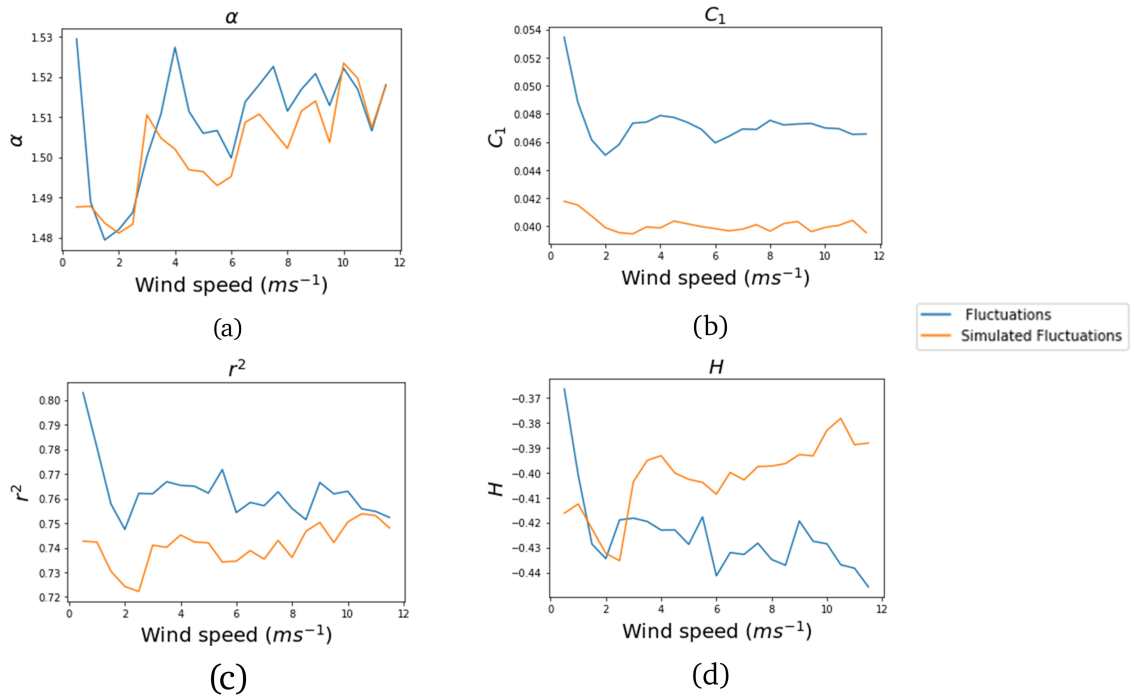 α
α
1.53
1.52
1.51
1.50
1.49
1.48
0 2 4 6 8 10 12
Wind speed (ms⁻¹)
(a)
C₁
C₁
0.054
0.052
0.050
0.048
0.046
0.044
0.042
0.040
0 2 4 6 8 10 12
Wind speed (ms⁻¹)
(b)
Fluctuations
Simulated Fluctuations
r²
r²
0.80
0.79
0.78
0.77
0.76
0.75
0.74
0.73
0.72
0 2 4 6 8 10 12
Wind speed (ms⁻¹)
(c)
H
H
−0.37
−0.38
−0.39
−0.40
−0.41
−0.42
−0.43
−0.44
0 2 4 6 8 10 12
Wind speed (ms⁻¹)
(d)